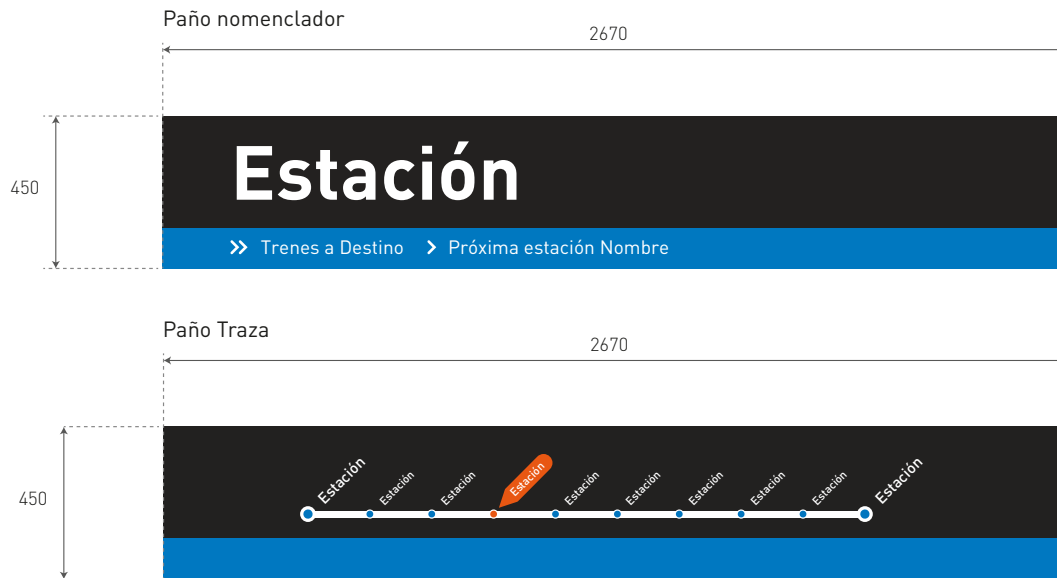 Paño nomenclador
2670
450
Estación
Trenes a Destino
Próxima estación Nombre
Paño Traza
2670
450
Estación
Estación
Estación
Estación
Estación
Estación
Estación
Estación
Estación
Estación